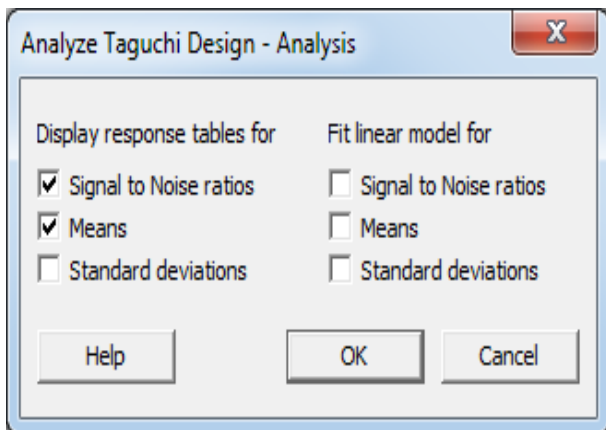 Analyze Taguchi Design - Analysis
Display response tables for
Signal to Noise ratios
Means
Standard deviations
Fit linear model for
Signal to Noise ratios
Means
Standard deviations
Help
OK
Cancel